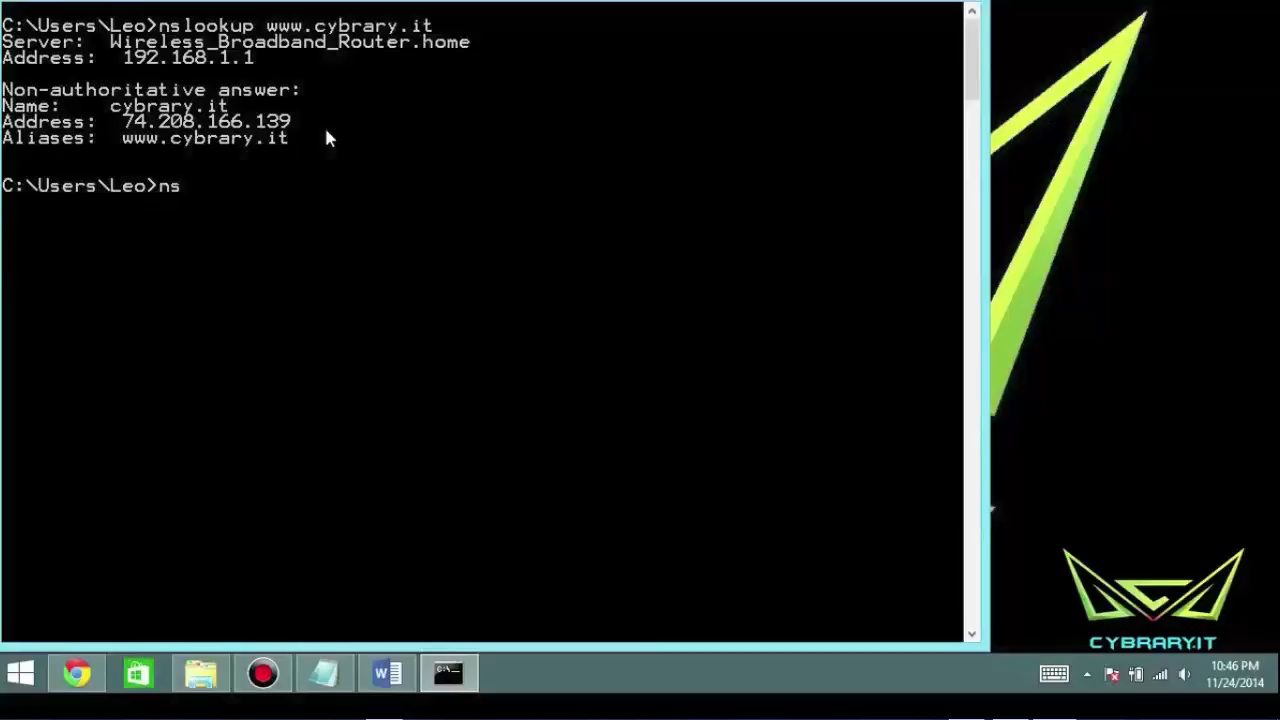 C:\Users\Leo>nslookup www.cybrary.it
Server:  Wireless_Broadband_Router.home
Address:  192.168.1.1
Non-authoritative answer:
Name:    cybrary.it
Address:  74.208.166.139
Aliases:  www.cybrary.it
C:\Users\Leo>ns
CYBRARY.IT
C:\_
10:46 PM
11/24/2014